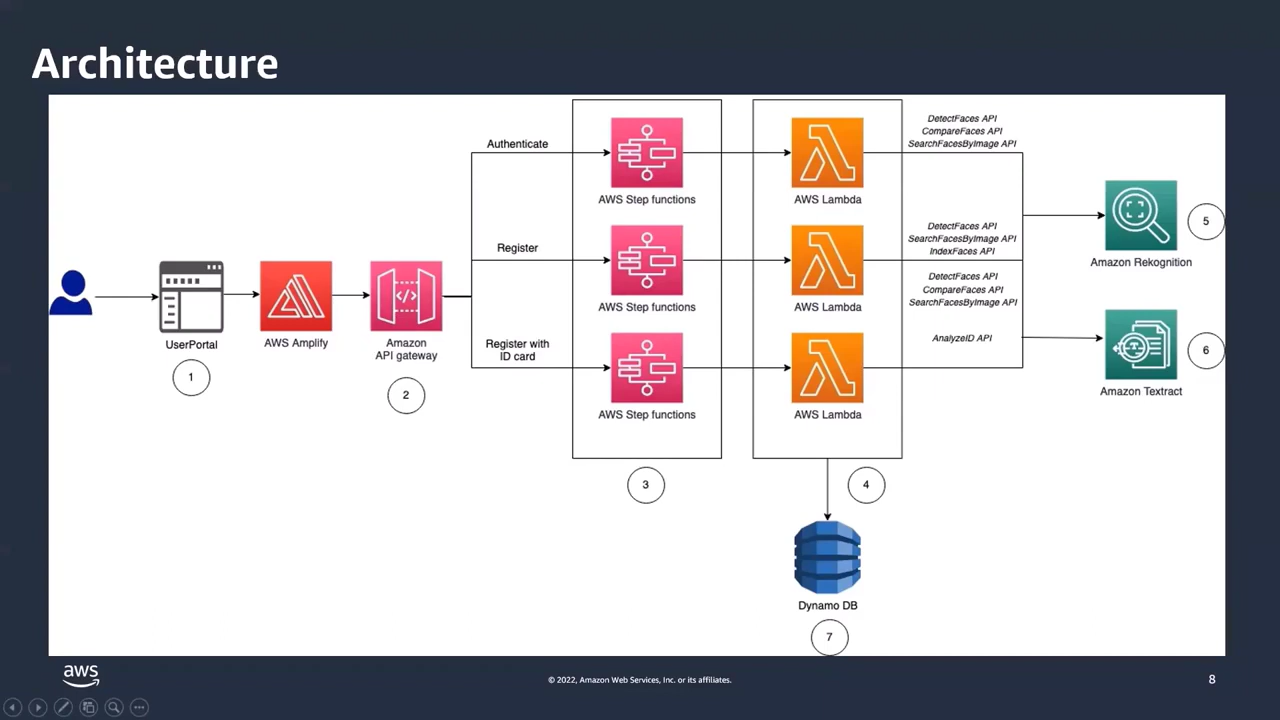 Architecture
DetectFaces API
CompareFaces API
SearchFacesByImage API
Authenticate
AWS Step functions
AWS Lambda
5
Amazon Rekognition
Register
AWS Step functions
AWS Lambda
DetectFaces API
SearchFacesByImage API
IndexFaces API
DetectFaces API
CompareFaces API
SearchFacesByImage API
UserPortal
1
AWS Amplify
Amazon
API gateway
2
Register with
ID card
AWS Step functions
AWS Lambda
AnalyzeID API
6
Amazon Textract
3
4
Dynamo DB
7
aws
© 2022, Amazon Web Services, Inc. or its affiliates.
8